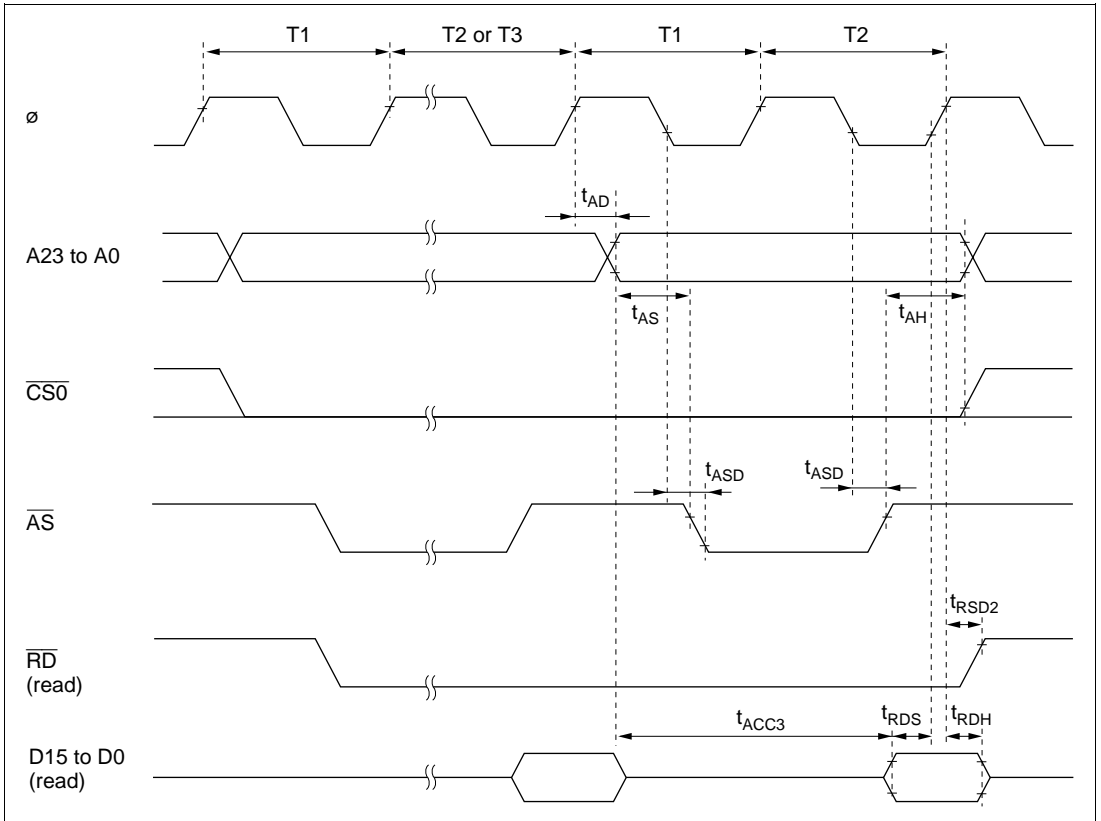 T1 T2 or T3 T1 T2
ø
tAD
A23 to A0
tAS tAH
CS0
tASD tASD
AS
tRSD2
RD
(read)
tACC3 tRDS tRDH
D15 to D0
(read)